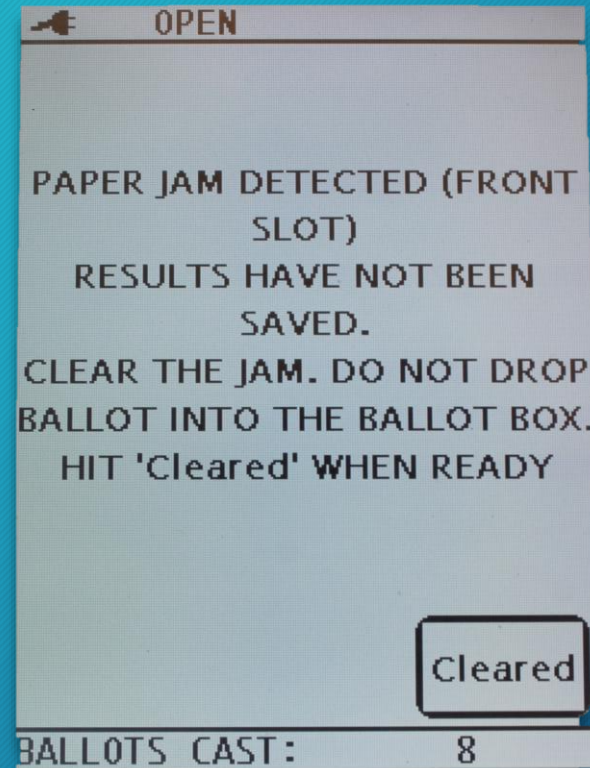 OPEN
PAPER JAM DETECTED (FRONT
SLOT)
RESULTS HAVE NOT BEEN
SAVED.
CLEAR THE JAM. DO NOT DROP
BALLOT INTO THE BALLOT BOX.
HIT 'Cleared' WHEN READY
Cleared
BALLOTS CAST: 8